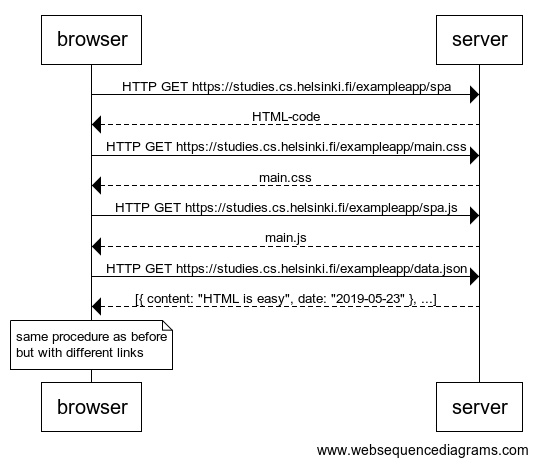 browser
server
HTTP GET https://studies.cs.helsinki.fi/exampleapp/spa
HTML-code
HTTP GET https://studies.cs.helsinki.fi/exampleapp/main.css
main.css
HTTP GET https://studies.cs.helsinki.fi/exampleapp/spa.js
main.js
HTTP GET https://studies.cs.helsinki.fi/exampleapp/data.json
[{ content: "HTML is easy", date: "2019-05-23" }, ...]
same procedure as before
but with different links
browser
server
www.websequencediagrams.com